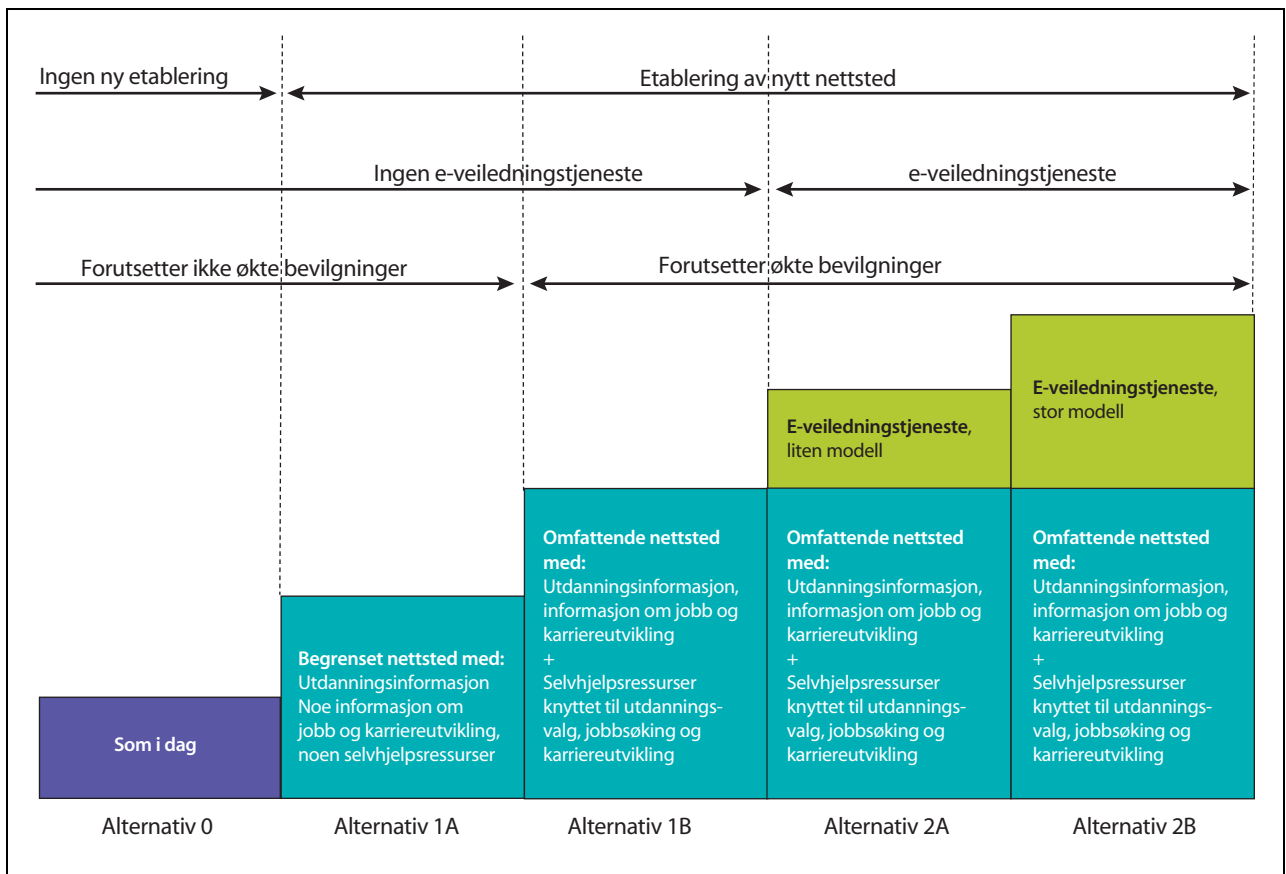 Ingen ny etablering
Etablering av nytt nettsted
Ingen e-veiledningstjeneste
e-veiledningstjeneste
Forutsetter ikke økte bevilgninger
Forutsetter økte bevilgninger
Som i dag
Begrenset nettsted med:
Utdanningsinformasjon
Noe informasjon om
jobb og karriereutvikling,
noen selvhjelpsressurser
Omfattende nettsted
med:
Utdanningsinformasjon,
informasjon om jobb og
karriereutvikling
+
Selvhjelpsressurser
knyttet til utdannings-
valg, jobbsøking og
karriereutvikling
E-veiledningstjeneste,
liten modell
Omfattende nettsted
med:
Utdanningsinformasjon,
informasjon om jobb og
karriereutvikling
+
Selvhjelpsressurser
knyttet til utdannings-
valg, jobbsøking og
karriereutvikling
E-veiledningstjeneste,
stor modell
Omfattende nettsted
med:
Utdanningsinformasjon,
informasjon om jobb og
karriereutvikling
+
Selvhjelpsressurser
knyttet til utdannings-
valg, jobbsøking og
karriereutvikling
Alternativ 0
Alternativ 1A
Alternativ 1B
Alternativ 2A
Alternativ 2B